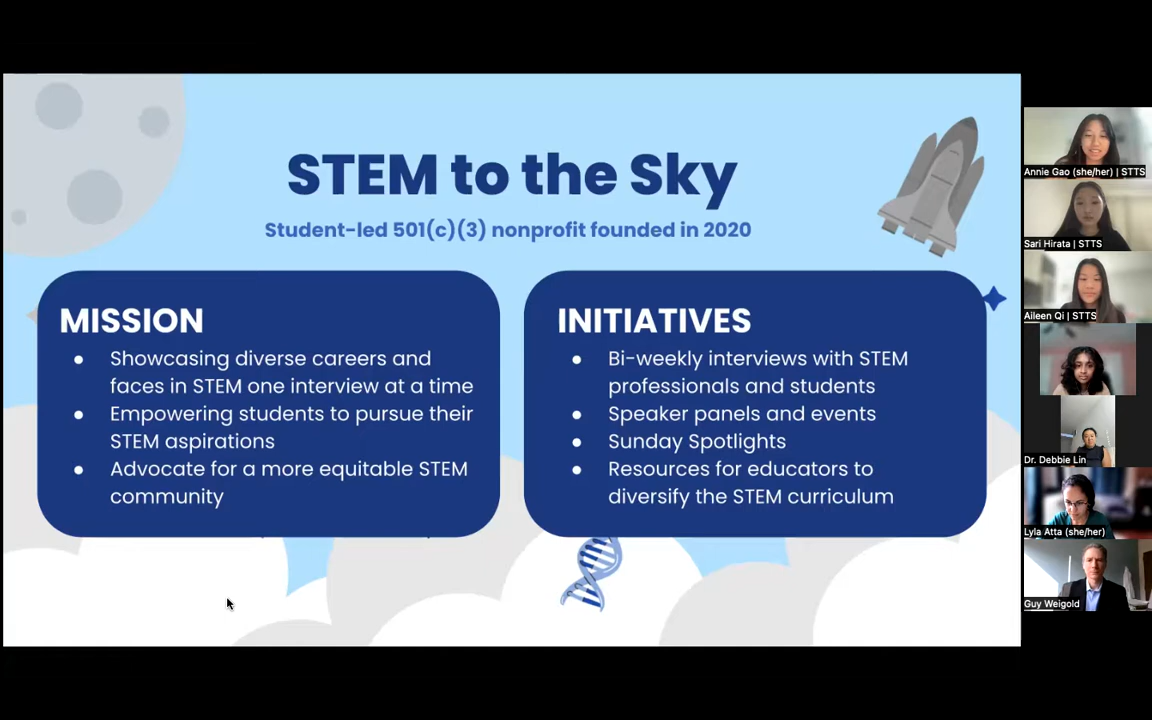 STEM to the Sky
Student-led 501(c)(3) nonprofit founded in 2020
MISSION
● Showcasing diverse careers and
faces in STEM one interview at a time
● Empowering students to pursue their
STEM aspirations
● Advocate for a more equitable STEM
community
INITIATIVES
● Bi-weekly interviews with STEM
professionals and students
● Speaker panels and events
● Sunday Spotlights
● Resources for educators to
diversify the STEM curriculum
Annie Gao (she/her) | STTS
Sari Hirata | STTS
Aileen Qi | STTS
Dr. Debbie Lin
Lyla Atta (she/her)
Guy Weigold